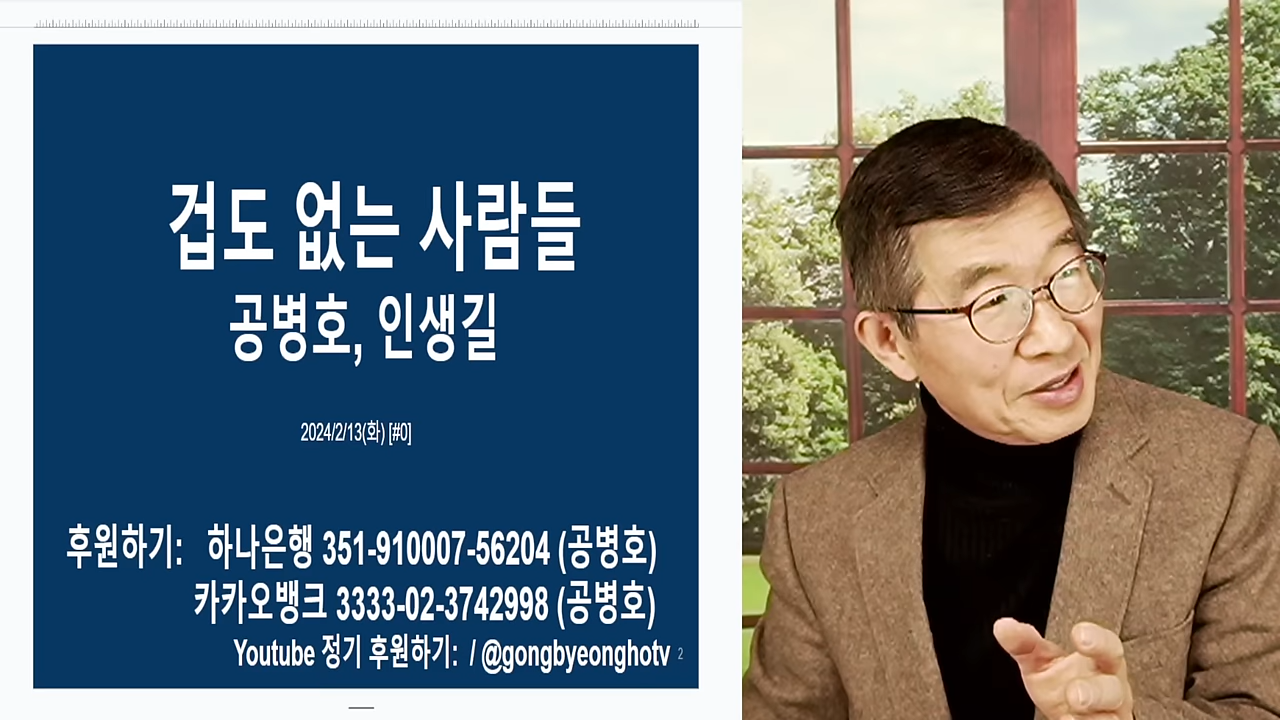 겁도 없는 사람들
공병호, 인생길
2024/2/13(화) [#0]
후원하기: 하나은행 351-910007-56204 (공병호)
카카오뱅크 3333-02-3742998 (공병호)
Youtube 정기 후원하기: / @gongbyeonghotv 2